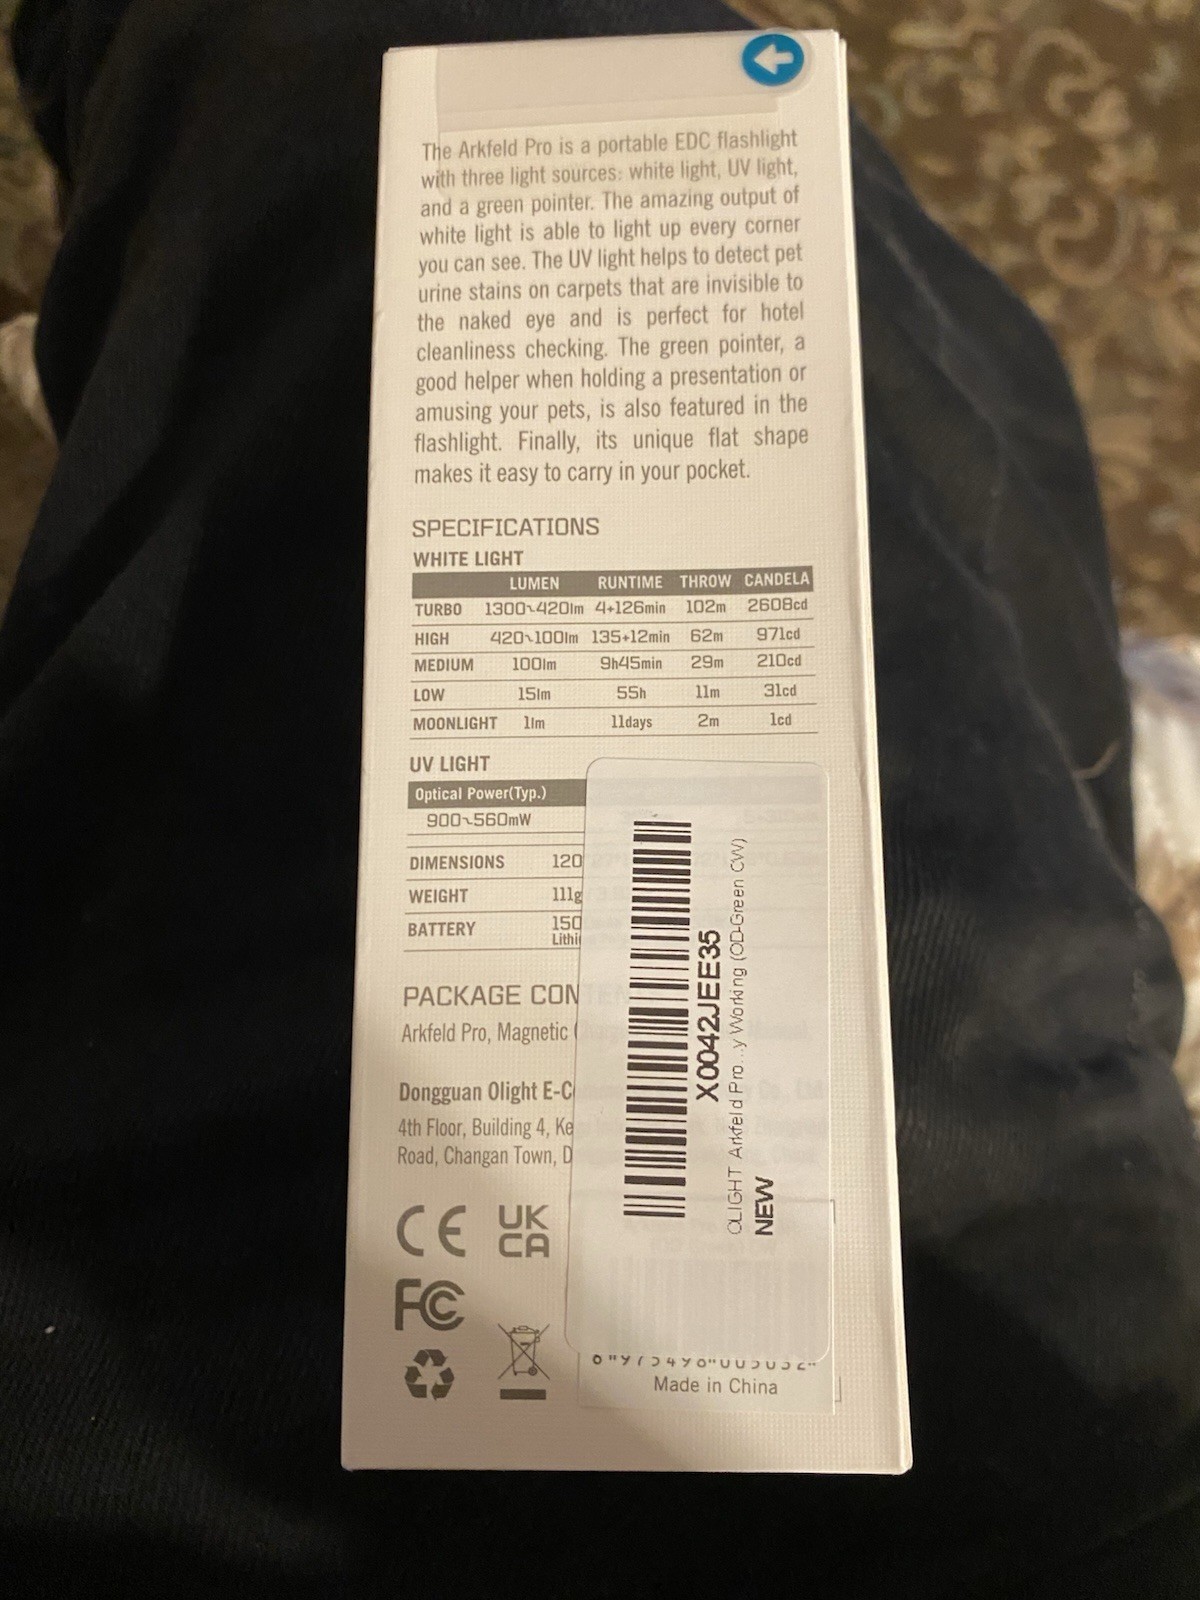 The Arkfeld Pro is a portable EDC flashlight
with three light sources: white light, UV light,
and a green pointer. The amazing output of
white light is able to light up every corner
you can see. The UV light helps to detect pet
urine stains on carpets that are invisible to
the naked eye and is perfect for hotel
cleanliness checking. The green pointer, a
good helper when holding a presentation or
amusing your pets, is also featured in the
flashlight. Finally, its unique flat shape
makes it easy to carry in your pocket.
SPECIFICATIONS
WHITE LIGHT
LUMEN RUNTIME THROW CANDELA
TURBO 1300~420lm 4+126min 102m 2608cd
HIGH 420~100lm 135+12min 62m 971cd
MEDIUM 100lm 9h45min 29m 210cd
LOW 15lm 55h 11m 31cd
MOONLIGHT 1lm 11days 2m 1cd
UV LIGHT
Optical Power(Typ.)
900~560mW
DIMENSIONS 120
WEIGHT 111g
BATTERY 150
Lithi
PACKAGE CON
Arkfeld Pro, Magnetic
Dongguan Olight E-C
4th Floor, Building 4, Ke
Road, Changan Town, D
CE UK
CA
FC
X0042JEE35
OLIGHT Arkfeld Pro...y Working (OD-Green CW)
NEW
Made in China